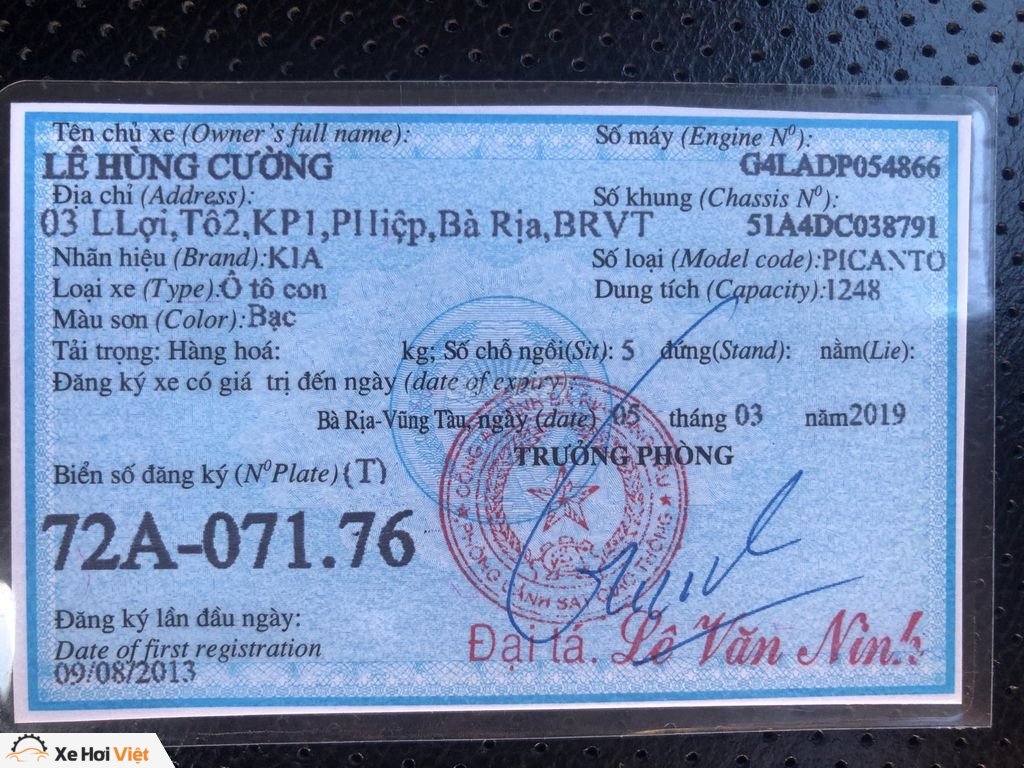 Tên chủ xe (Owner's full name):
LÊ HÙNG CƯỜNG
Số máy (Engine N⁰):
G4LADP054866
Địa chỉ (Address):
03 LLợi,Tổ2,KP1,PHiệp,Bà Rịa,BRVT
Số khung (Chassis N⁰):
51A4DC038791
Nhãn hiệu (Brand):KIA
Số loại (Model code):PICANTO
Loại xe (Type):Ô tô con
Dung tích (Capacity):1248
Màu sơn (Color):Bạc
Tải trọng: Hàng hoá: kg; Số chỗ ngồi(Sit): 5 đứng(Stand): nằm(Lie):
Đăng ký xe có giá trị đến ngày (date of expiry):
Bà Rịa-Vũng Tàu, ngày (date) 05 tháng 03 năm2019
TRƯỞNG PHÒNG
Biển số đăng ký (N⁰Plate)(T)
72A-071.76
Đăng ký lần đầu ngày:
Date of first registration
09/08/2013
Đại tá. Lê Văn Ninh
Xe Hơi Việt